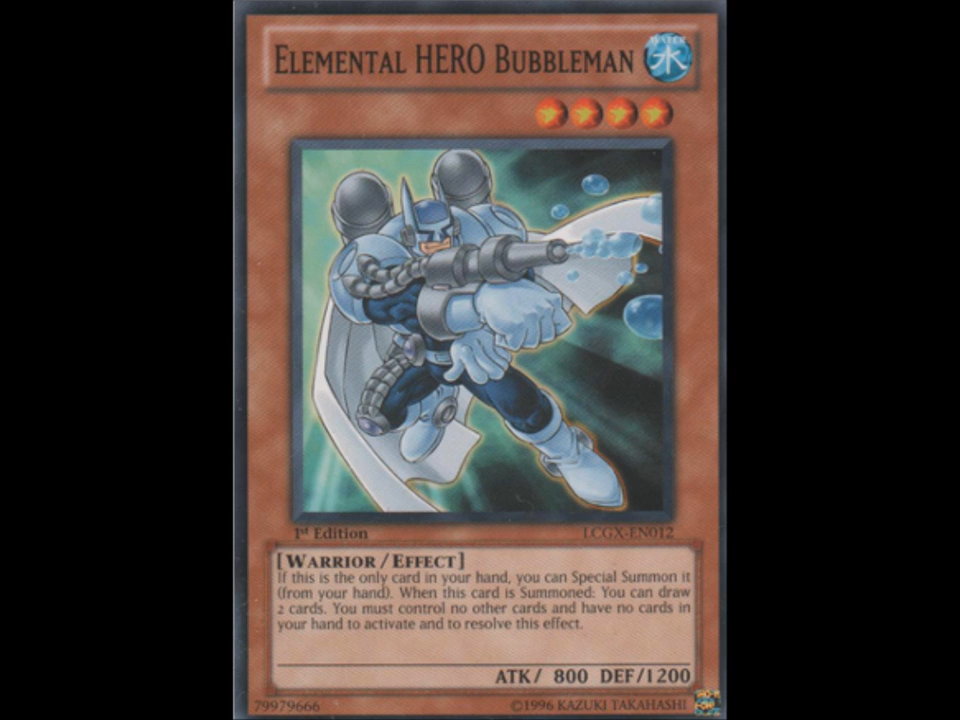 ELEMENTAL HERO BUBBLEMAN
WATER
水
1st Edition
LCGX-EN012
[WARRIOR/EFFECT]
If this is the only card in your hand, you can Special Summon it
(from your hand). When this card is Summoned: You can draw
2 cards. You must control no other cards and have no cards in
your hand to activate and to resolve this effect.
ATK/ 800 DEF/1200
79979666
©1996 KAZUKI TAKAHASHI